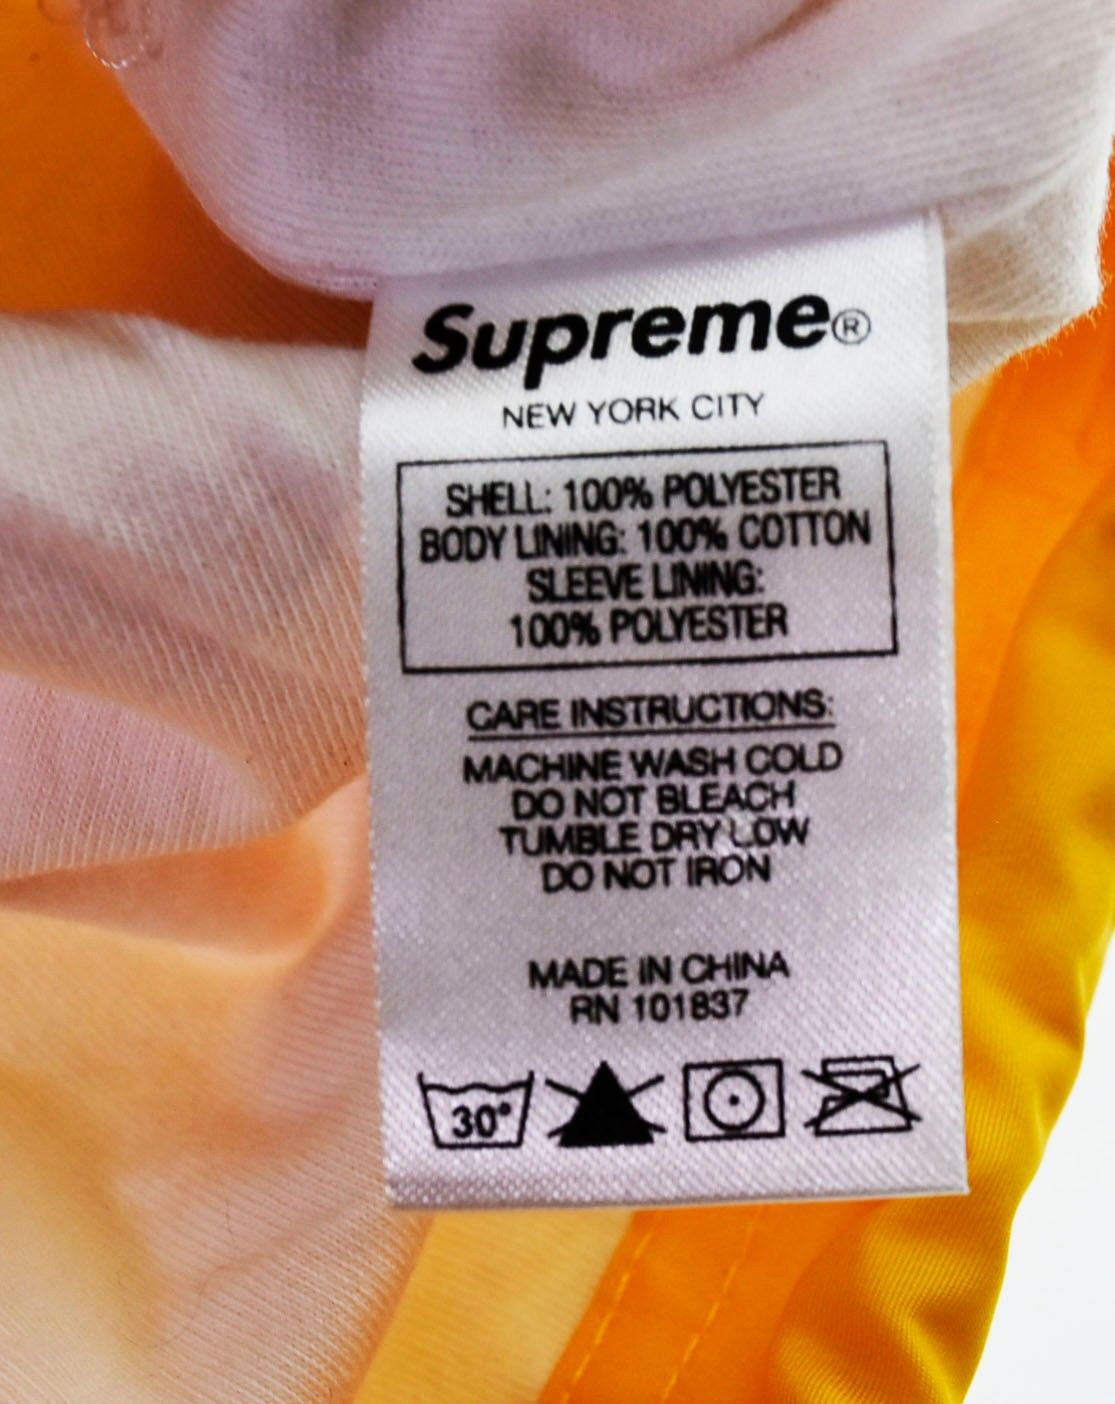 Supreme®
NEW YORK CITY
SHELL: 100% POLYESTER
BODY LINING: 100% COTTON
SLEEVE LINING:
100% POLYESTER
CARE INSTRUCTIONS:
MACHINE WASH COLD
DO NOT BLEACH
TUMBLE DRY LOW
DO NOT IRON
MADE IN CHINA
RN 101837
30°